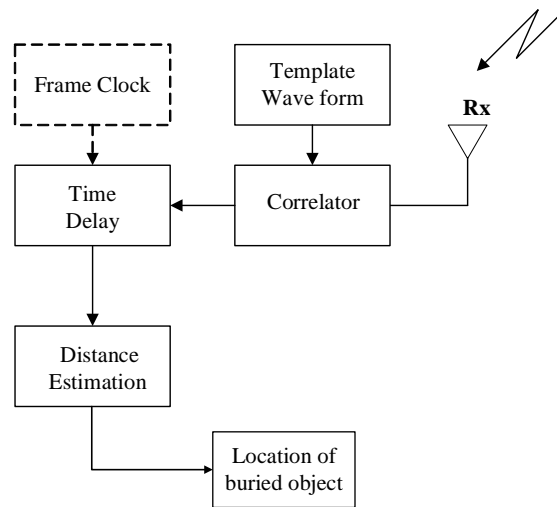 Frame Clock
Template
Wave form
Rx
Time
Delay
Correlator
Distance
Estimation
Location of
buried object